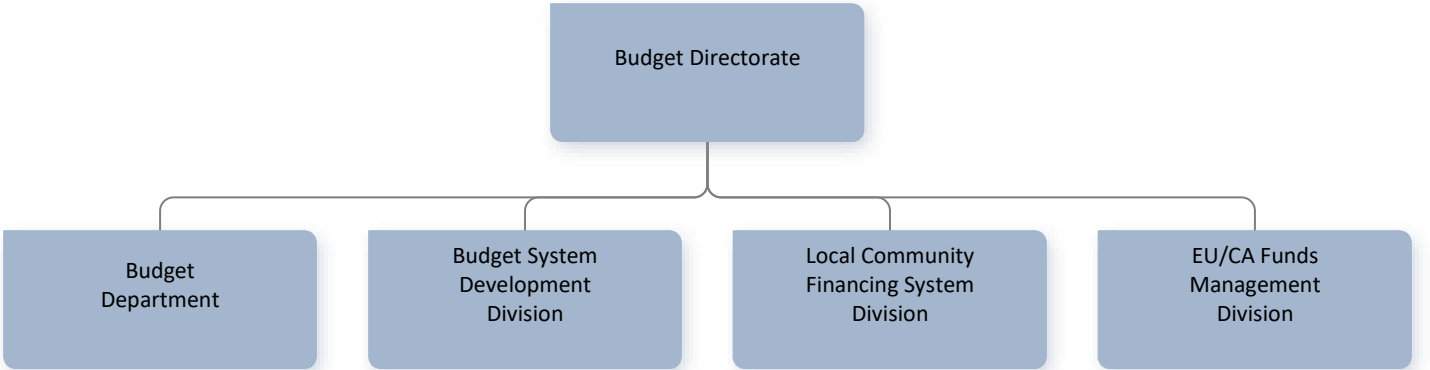 Budget Directorate
Budget
Department
Budget System
Development
Division
Local Community
Financing System
Division
EU/CA Funds
Management
Division